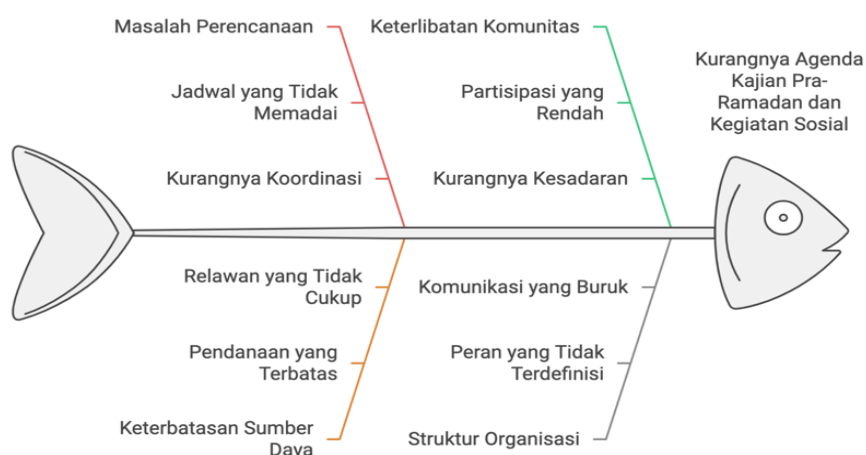 Masalah Perencanaan
Jadwal yang Tidak
Memadai
Kurangnya Koordinasi
Keterlibatan Komunitas
Partisipasi yang
Rendah
Kurangnya Kesadaran
Kurangnya Agenda
Kajian Pra-
Ramadan dan
Kegiatan Sosial
Relawan yang Tidak
Cukup
Pendanaan yang
Terbatas
Keterbatasan Sumber
Daya
Komunikasi yang Buruk
Peran yang Tidak
Terdefinisi
Struktur Organisasi